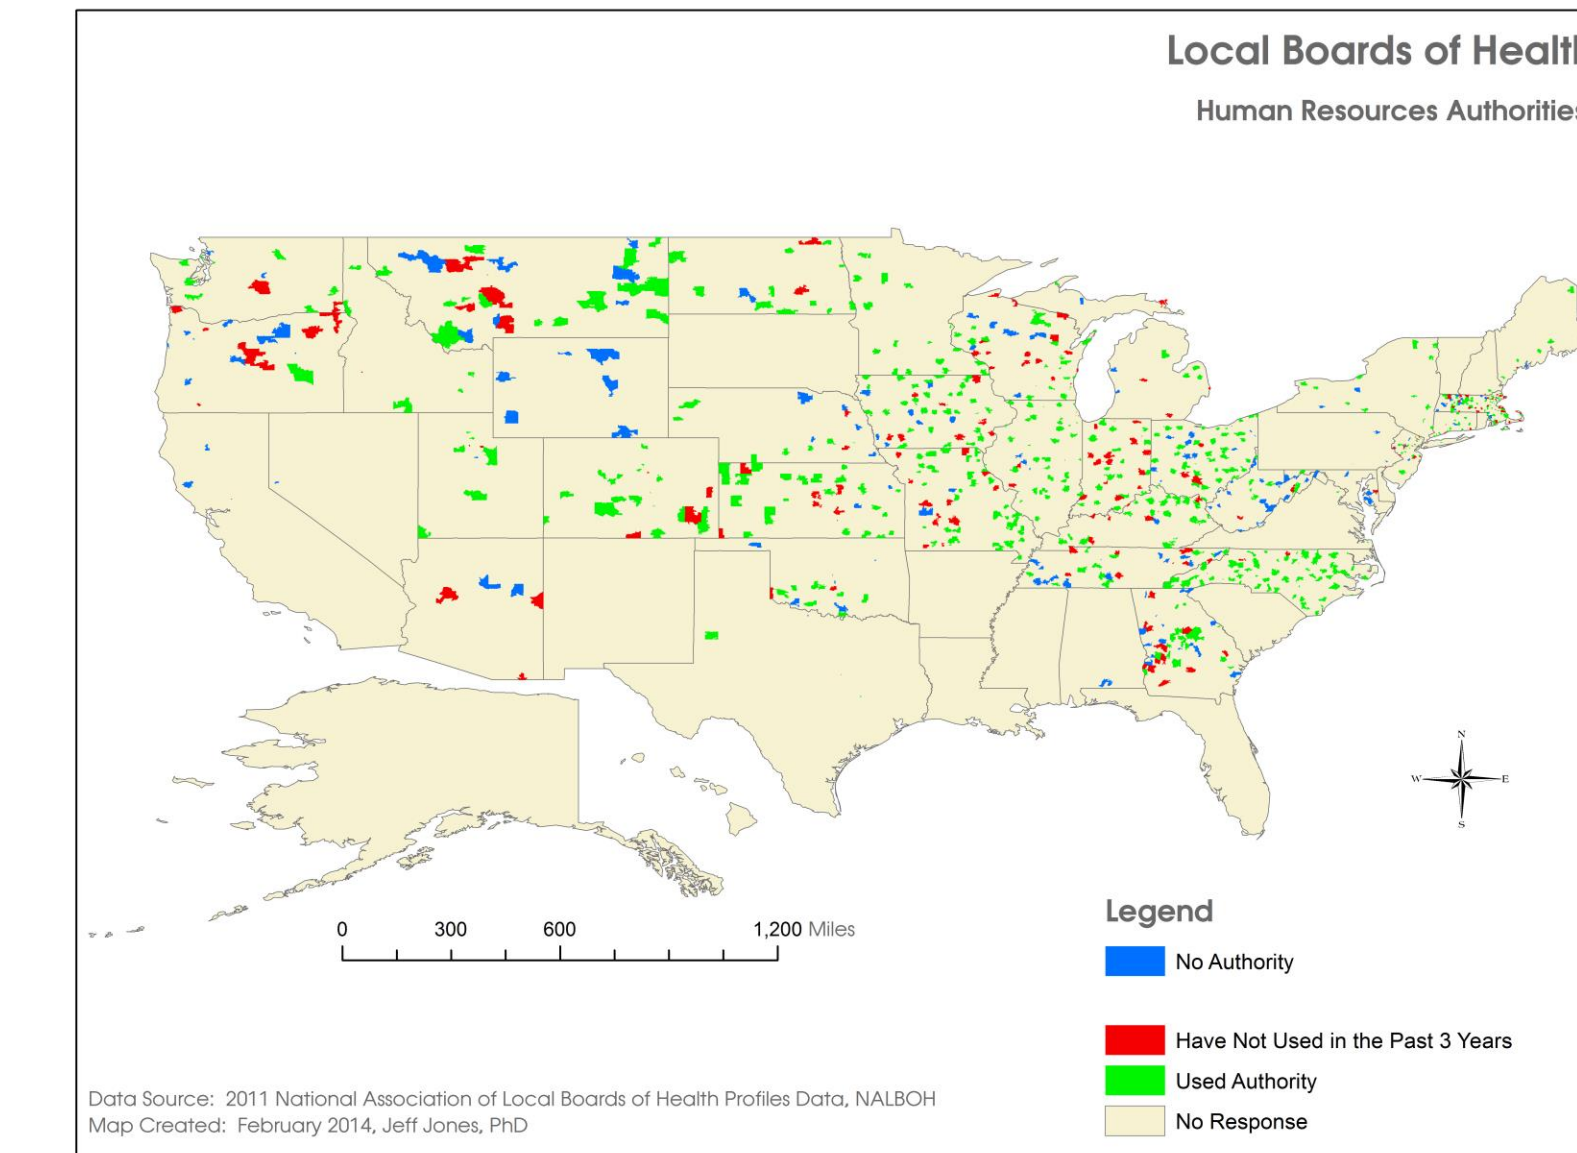 Local Boards of Health
Human Resources Authorities
N
W E
S
0 300 600 1,200 Miles
Legend
No Authority
Have Not Used in the Past 3 Years
Used Authority
No Response
Data Source: 2011 National Association of Local Boards of Health Profiles Data, NALBOH
Map Created: February 2014, Jeff Jones, PhD